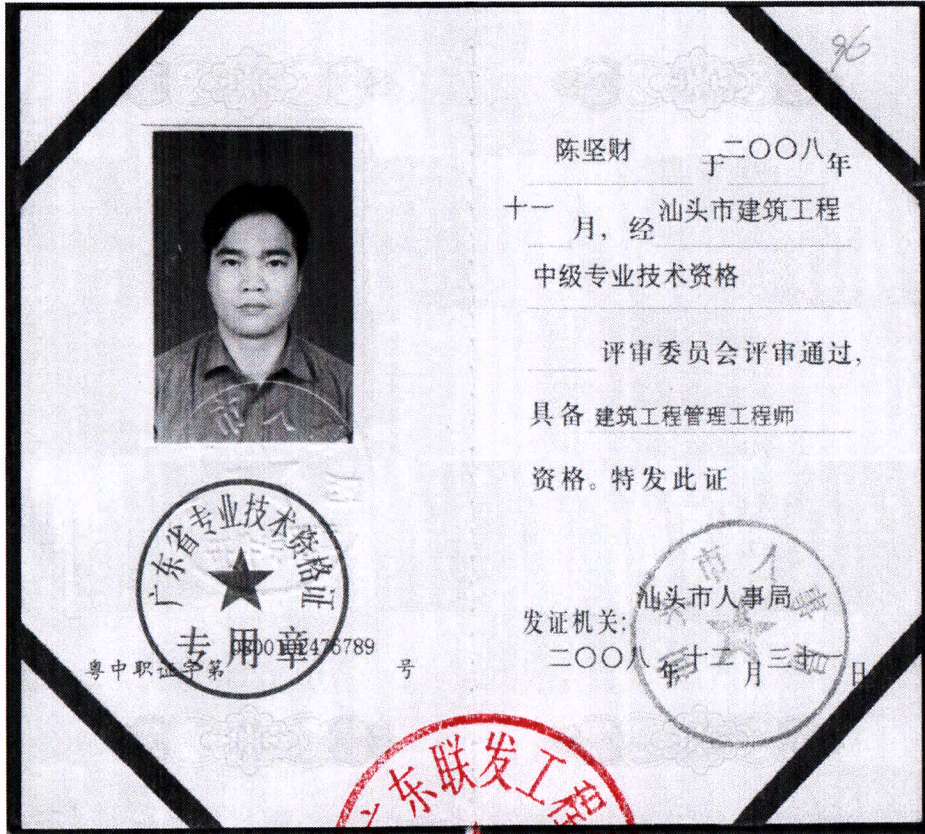 96
陈坚财 于二〇〇八年
十一月，经汕头市建筑工程
中级专业技术资格
评审委员会评审通过，
具备 建筑工程管理工程师
资格。特发此证
广东省专业技术资格证
专用章
粤中职证字第 号
汕头市人事局
发证机关:
二〇〇八年十二月三十一日
广东联发工程